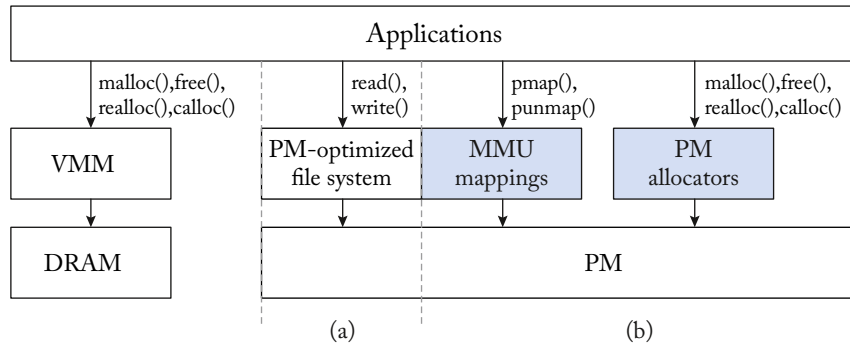 Applications
malloc(),free(),
realloc(),calloc()
read(),
write()
pmap(),
punmap()
malloc(),free(),
realloc(),calloc()
VMM
PM-optimized
file system
MMU
mappings
PM
allocators
DRAM
PM
(a)
(b)